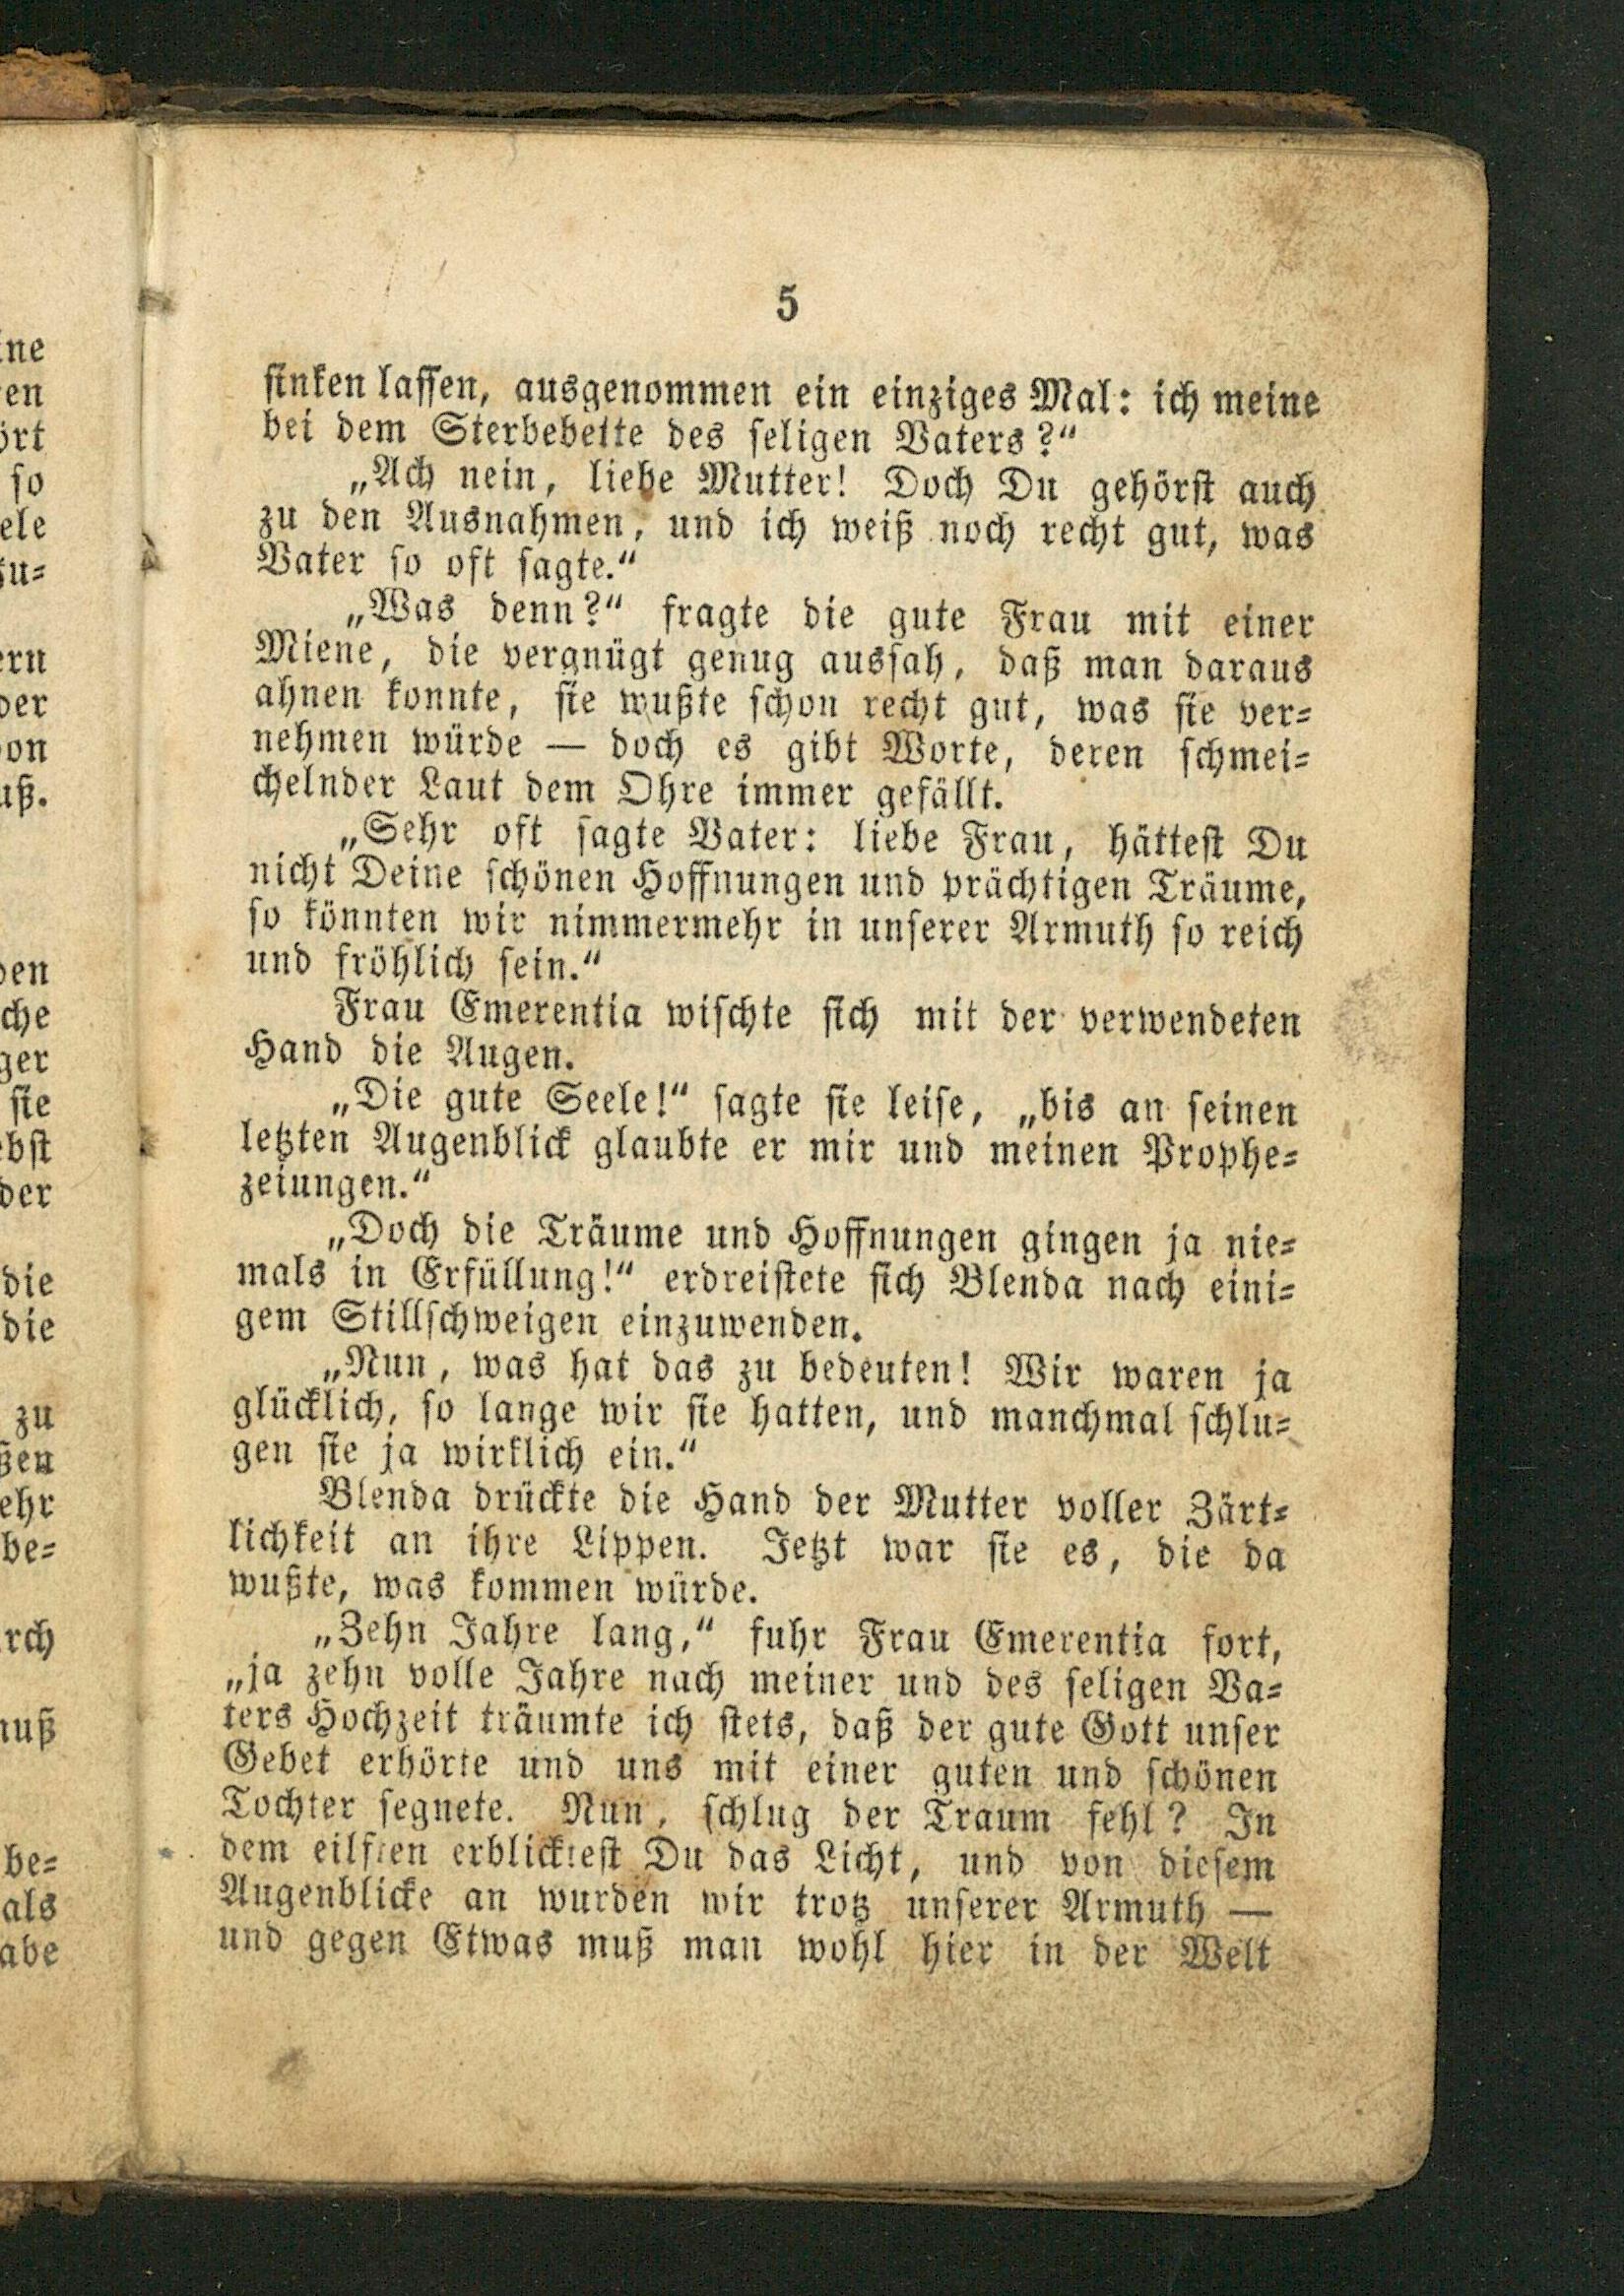 5
sinken lassen, ausgenommen ein einziges Mal: ich meine
bei dem Sterbebette des seligen Vaters?“
„Ach nein, liebe Mutter! Doch Du gehörst auch
zu den Ausnahmen, und ich weiß noch recht gut, was
Vater so oft sagte.“
„Was denn?“ fragte die gute Frau mit einer
Miene, die vergnügt genug aussah, daß man daraus
ahnen konnte, sie wußte schon recht gut, was sie ver-
nehmen würde — doch es gibt Worte, deren schmei-
chelnder Laut dem Ohre immer gefällt.
„Sehr oft sagte Vater: liebe Frau, hättest Du
nicht Deine schönen Hoffnungen und prächtigen Träume,
so könnten wir nimmermehr in unserer Armuth so reich
und fröhlich sein.“
Frau Emerentia wischte sich mit der verwendeten
Hand die Augen.
„Die gute Seele!“ sagte sie leise, „bis an seinen
letzten Augenblick glaubte er mir und meinen Prophe-
zeiungen.“
„Doch die Träume und Hoffnungen gingen ja nie-
mals in Erfüllung!“ erdreistete sich Blenda nach eini-
gem Stillschweigen einzuwenden.
„Nun, was hat das zu bedeuten! Wir waren ja
glücklich, so lange wir sie hatten, und manchmal schlu-
gen sie ja wirklich ein.“
Blenda drückte die Hand der Mutter voller Zärt-
lichkeit an ihre Lippen. Jetzt war sie es, die da
wußte, was kommen würde.
„Zehn Jahre lang,“ fuhr Frau Emerentia fort,
„ja zehn volle Jahre nach meiner und des seligen Va-
ters Hochzeit träumte ich stets, daß der gute Gott unser
Gebet erhörte und uns mit einer guten und schönen
Tochter segnete. Nun, schlug der Traum fehl? In
dem eilften erblicktest Du das Licht, und von diesem
Augenblicke an wurden wir trotz unserer Armuth —
und gegen Etwas muß man wohl hier in der Welt